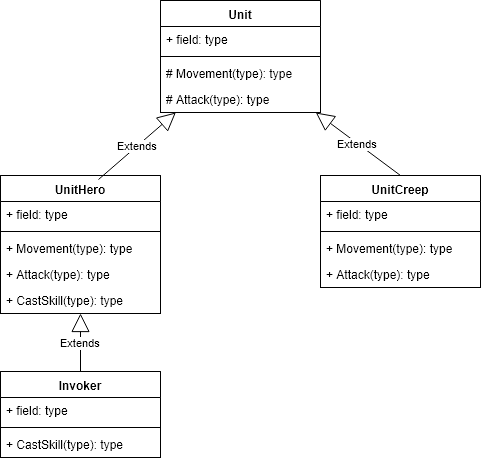 Unit
+ field: type
# Movement(type): type
# Attack(type): type
Extends
Extends
UnitHero
+ field: type
+ Movement(type): type
+ Attack(type): type
+ CastSkill(type): type
UnitCreep
+ field: type
+ Movement(type): type
+ Attack(type): type
Extends
Invoker
+ field: type
+ CastSkill(type): type